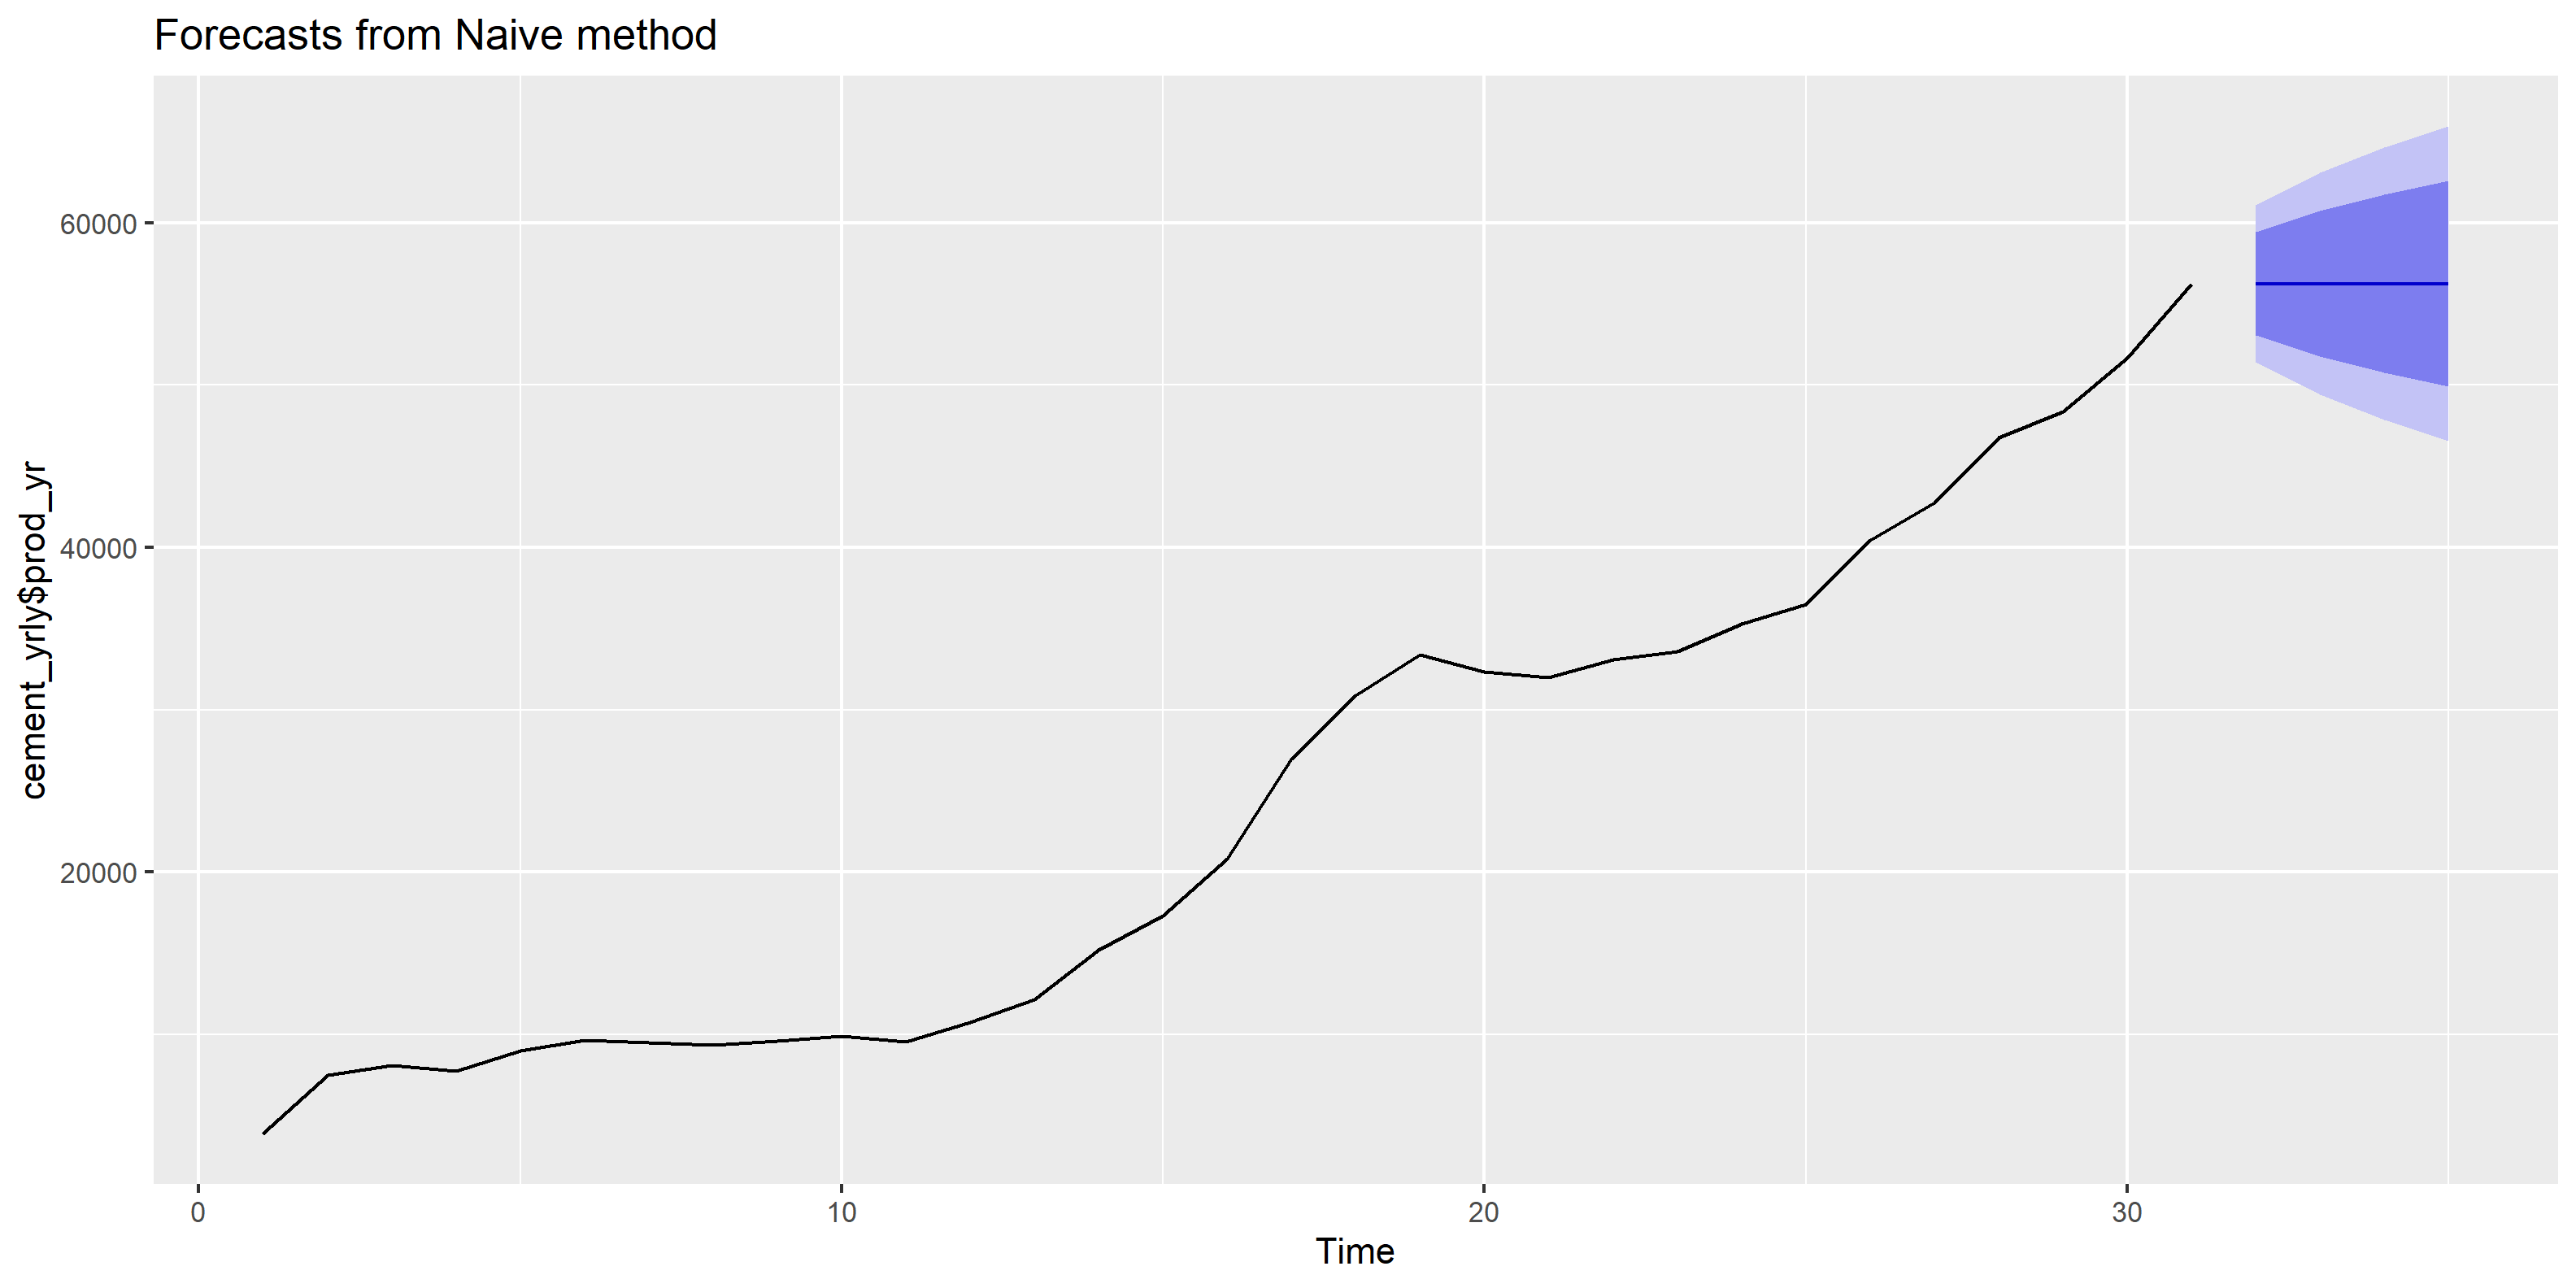 Forecasts from Naive method
cement_yrly$prod_yr
60000
40000
20000
0 10 20 30
Time